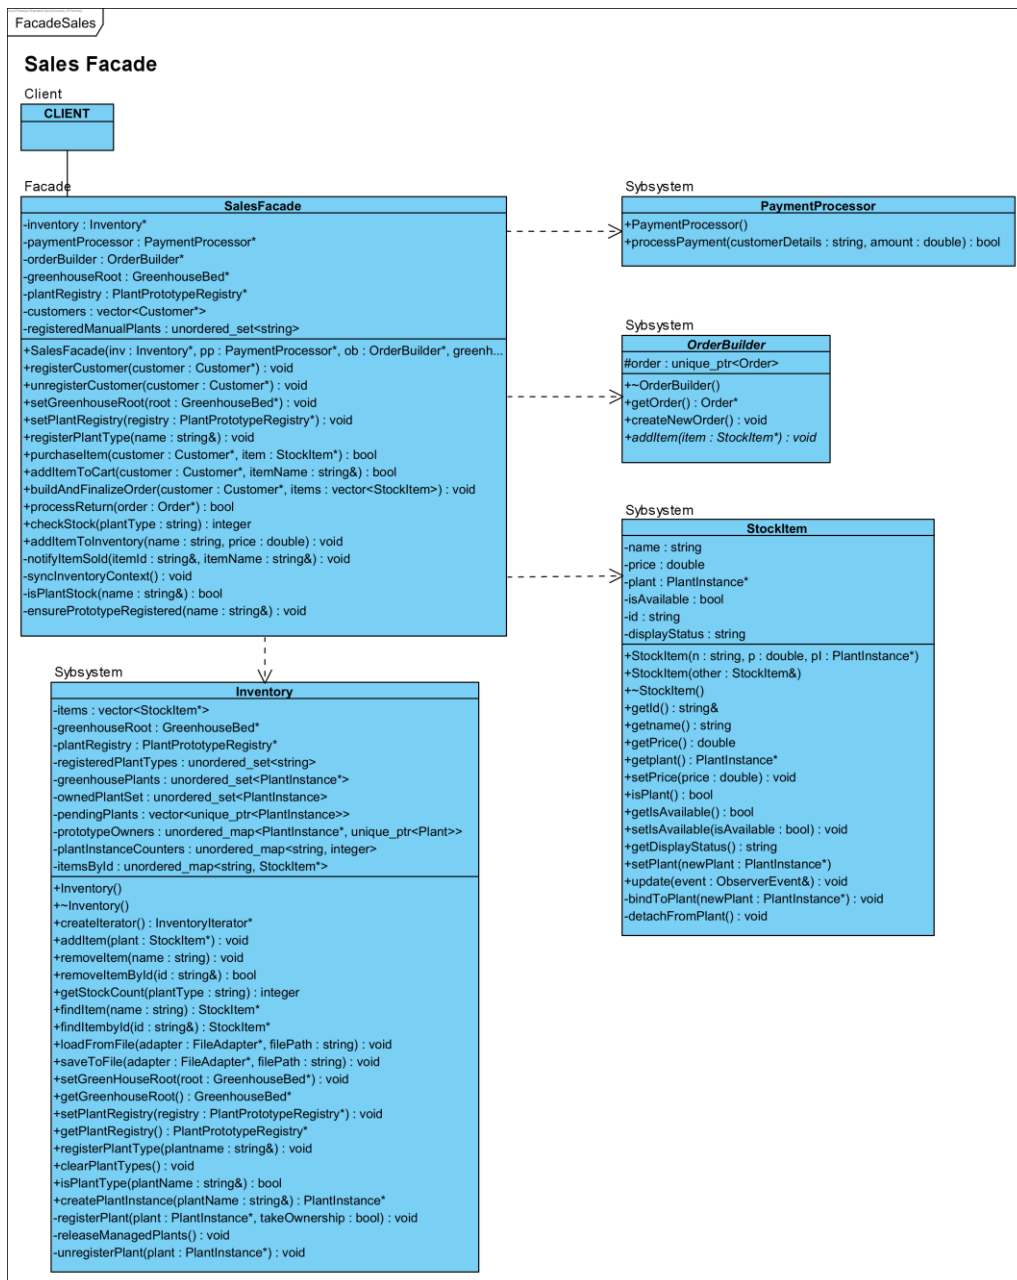 FacadeSales
Sales Facade
Client
CLIENT
Facade
SalesFacade
-inventory : Inventory*
-paymentProcessor : PaymentProcessor*
-orderBuilder : OrderBuilder*
-greenhouseRoot : GreenhouseBed*
-plantRegistry : PlantPrototypeRegistry*
-customers : vector<Customer*>
-registeredManualPlants : unordered_set<string>
+SalesFacade(inv : Inventory*, pp : PaymentProcessor*, ob : OrderBuilder*, greenh...
+registerCustomer(customer : Customer*) : void
+unregisterCustomer(customer : Customer*) : void
+setGreenhouseRoot(root : GreenhouseBed*) : void
+setPlantRegistry(registry : PlantPrototypeRegistry*) : void
+registerPlantType(name : string&) : void
+purchaseItem(customer : Customer*, item : StockItem*) : bool
+addItemToCart(customer : Customer*, itemName : string&) : bool
+buildAndFinalizeOrder(customer : Customer*, items : vector<StockItem>) : void
+processReturn(order : Order*) : bool
+checkStock(plantType : string) : integer
+addItemToInventory(name : string, price : double) : void
-notifyItemSold(itemId : string&, itemName : string&) : void
-syncInventoryContext() : void
-isPlantStock(name : string&) : bool
-ensurePrototypeRegistered(name : string&) : void
Sybsystem
PaymentProcessor
+PaymentProcessor()
+processPayment(customerDetails : string, amount : double) : bool
Sybsystem
OrderBuilder
#order : unique_ptr<Order>
+~OrderBuilder()
+getOrder() : Order*
+createNewOrder() : void
+addItem(item : StockItem*) : void
Sybsystem
StockItem
-name : string
-price : double
-plant : PlantInstance*
-isAvailable : bool
-id : string
-displayStatus : string
+StockItem(n : string, p : double, pl : PlantInstance*)
+StockItem(other : StockItem&)
+~StockItem()
+getId() : string&
+getname() : string
+getPrice() : double
+getplant() : PlantInstance*
+setPrice(price : double) : void
+isPlant() : bool
+getIsAvailable() : bool
+setIsAvailable(isAvailable : bool) : void
+getDisplayStatus() : string
+setPlant(newPlant : PlantInstance*)
+update(event : ObserverEvent&) : void
-bindToPlant(newPlant : PlantInstance*) : void
-detachFromPlant() : void
Sybsystem
Inventory
-items : vector<StockItem*>
-greenhouseRoot : GreenhouseBed*
-plantRegistry : PlantPrototypeRegistry*
-registeredPlantTypes : unordered_set<string>
-greenhousePlants : unordered_set<PlantInstance*>
-ownedPlantSet : unordered_set<PlantInstance>
-pendingPlants : vector<unique_ptr<PlantInstance>>
-prototypeOwners : unordered_map<PlantInstance*, unique_ptr<Plant>>
-plantInstanceCounters : unordered_map<string, integer>
-itemsById : unordered_map<string, StockItem*>
+Inventory()
+~Inventory()
+createIterator() : InventoryIterator*
+addItem(plant : StockItem*) : void
+removeItem(name : string) : void
+removeItemById(id : string&) : bool
+getStockCount(plantType : string) : integer
+findItem(name : string) : StockItem*
+findItembyId(id : string&) : StockItem*
+loadFromFile(adapter : FileAdapter*, filePath : string) : void
+saveToFile(adapter : FileAdapter*, filePath : string) : void
+setGreenHouseRoot(root : GreenhouseBed*) : void
+getGreenhouseRoot() : GreenhouseBed*
+setPlantRegistry(registry : PlantPrototypeRegistry*) : void
+getPlantRegistry() : PlantPrototypeRegistry*
+registerPlantType(plantname : string&) : void
+clearPlantTypes() : void
+isPlantType(plantName : string&) : bool
+createPlantInstance(plantName : string&) : PlantInstance*
-registerPlant(plant : PlantInstance*, takeOwnership : bool) : void
-releaseManagedPlants() : void
-unregisterPlant(plant : PlantInstance*) : void